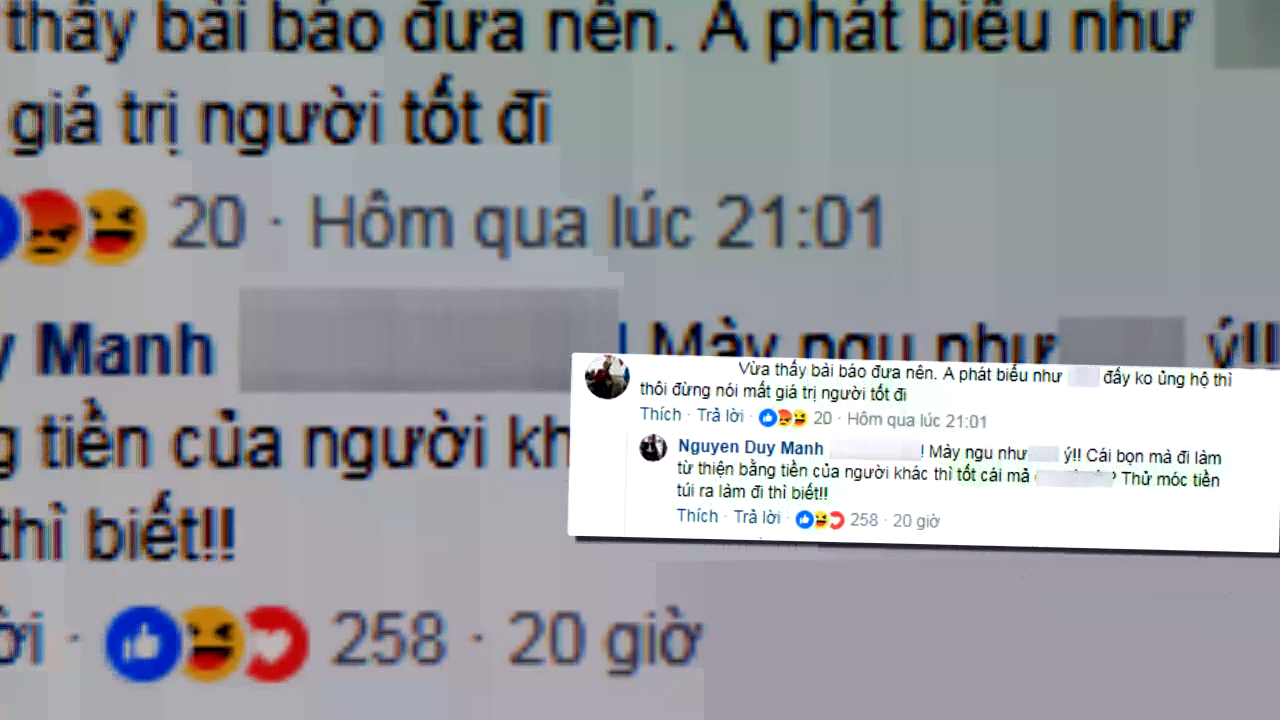 thấy bài báo đưa nên. A phát biểu như
giá trị người tốt đi
20 · Hôm qua lúc 21:01
y Manh ! Mày ngu như ý!!
g tiền của người kh
thì biết!!
ời · 258 · 20 giờ
Vừa thấy bài báo đưa nên. A phát biểu như đấy ko ủng hộ thì
thôi đừng nói mất giá trị người tốt đi
Thích · Trả lời · 20 · Hôm qua lúc 21:01
Nguyen Duy Manh ! Mày ngu như ý!! Cái bọn mà đi làm
từ thiện bằng tiền của người khác thì tốt cái mả ? Thử móc tiền
túi ra làm đi thì biết!!
Thích · Trả lời · 258 · 20 giờ